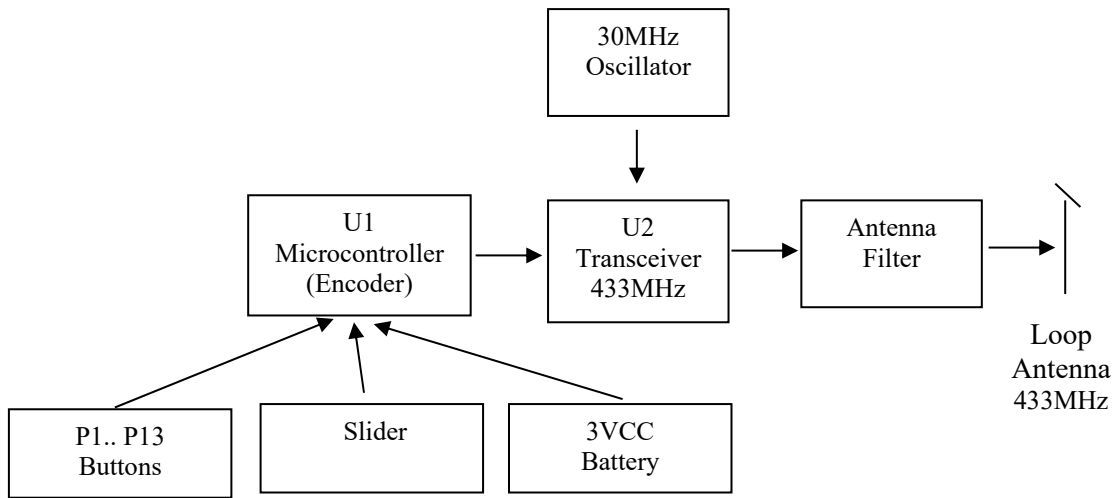 30MHz
Oscillator
U1
Microcontroller
(Encoder)
U2
Transceiver
433MHz
Antenna
Filter
Loop
Antenna
433MHz
P1.. P13
Buttons
Slider
3VCC
Battery